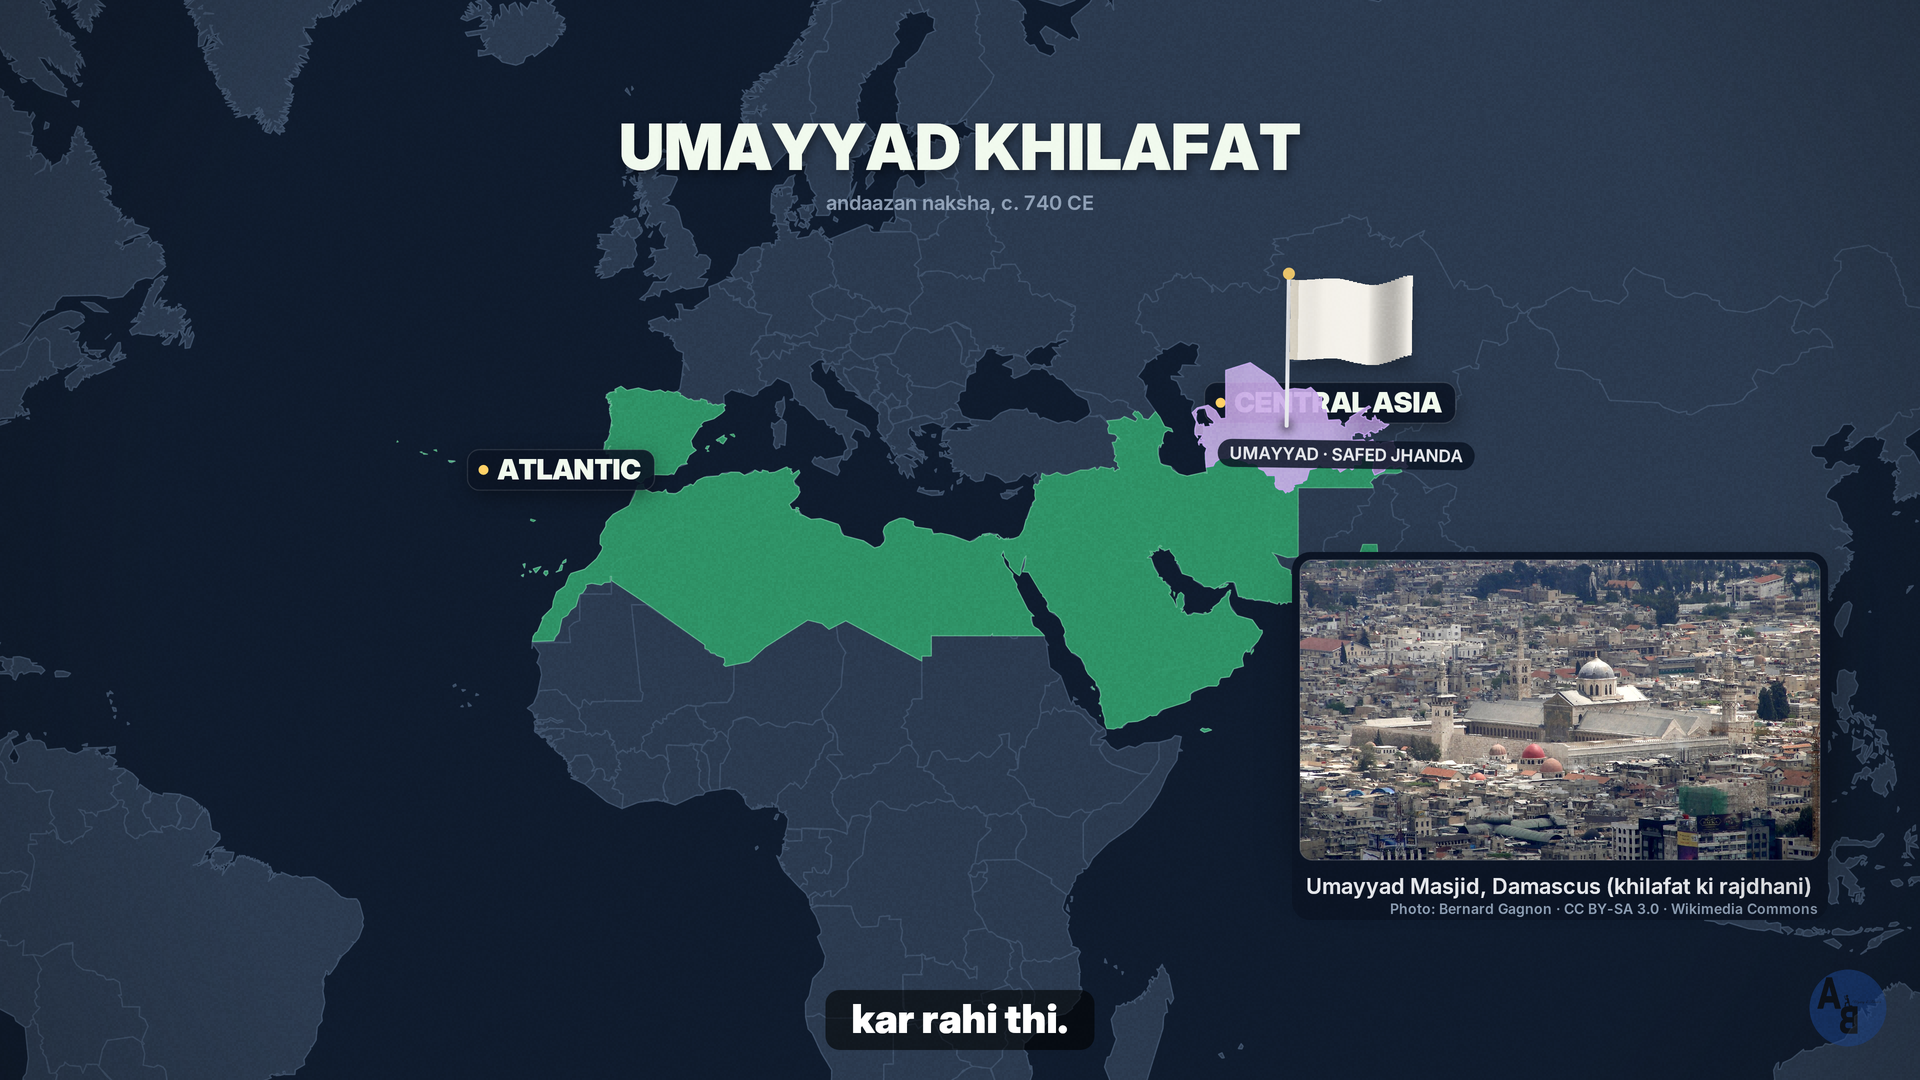 UMAYYAD KHILAFAT
andaazan naksha, c. 740 CE
CENTRAL ASIA
UMAYYAD · SAFED JHANDA
ATLANTIC
Umayyad Masjid, Damascus (khilafat ki rajdhani)
Photo: Bernard Gagnon · CC BY-SA 3.0 · Wikimedia Commons
kar rahi thi.
A B